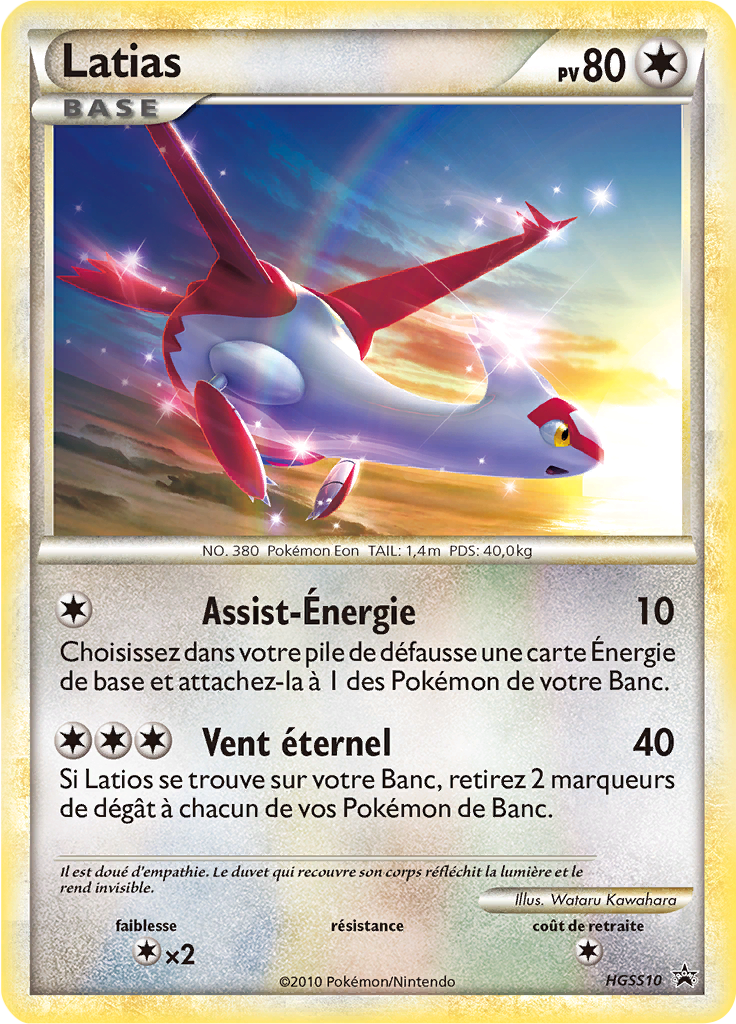 Latias
PV 80
BASE
NO. 380 Pokémon Eon TAIL: 1,4m PDS: 40,0kg
Assist-Énergie 10
Choisissez dans votre pile de défausse une carte Énergie
de base et attachez-la à 1 des Pokémon de votre Banc.
Vent éternel 40
Si Latios se trouve sur votre Banc, retirez 2 marqueurs
de dégât à chacun de vos Pokémon de Banc.
Il est doué d'empathie. Le duvet qui recouvre son corps réfléchit la lumière et le
rend invisible.
Illus. Wataru Kawahara
faiblesse résistance coût de retraite
×2
©2010 Pokémon/Nintendo HGSS10